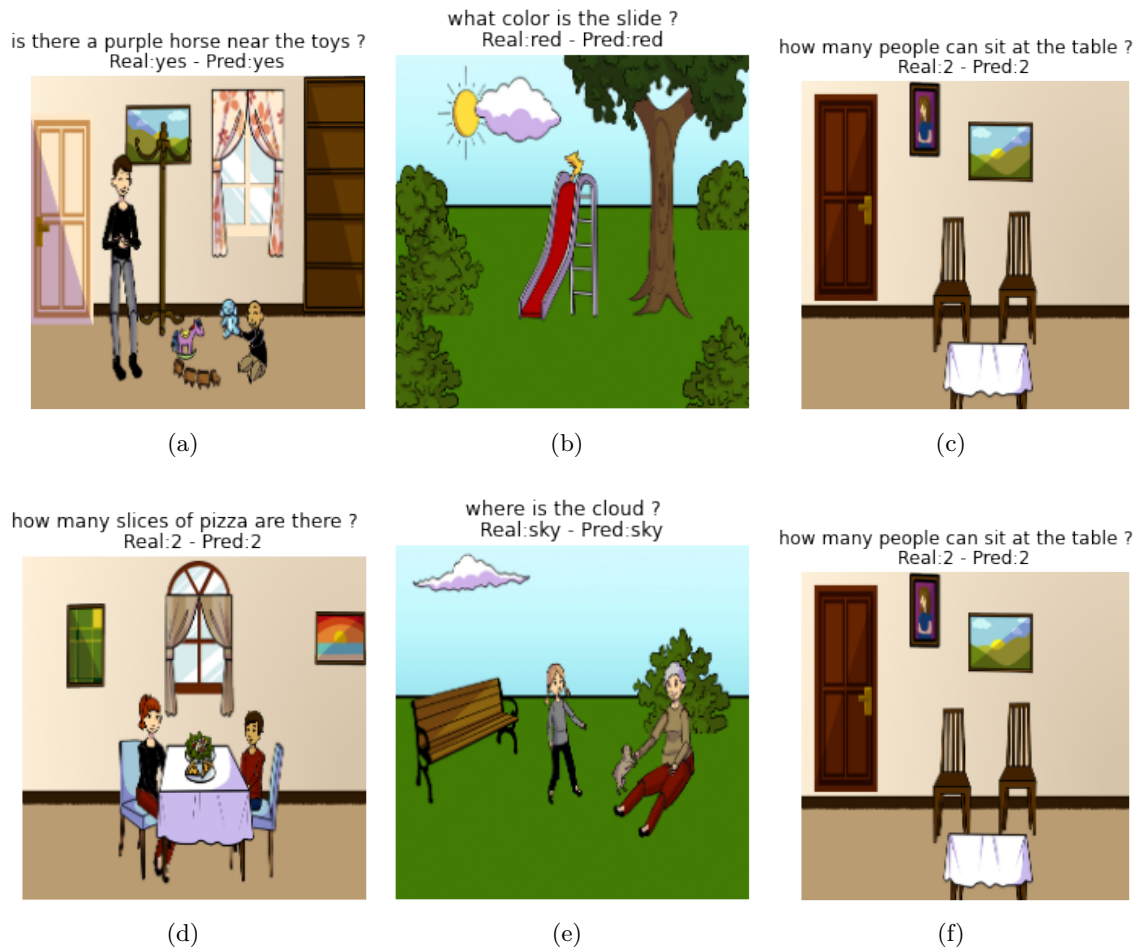 is there a purple horse near the toys ?
Real:yes - Pred:yes
what color is the slide ?
Real:red - Pred:red
how many people can sit at the table ?
Real:2 - Pred:2
(a)
(b)
(c)
how many slices of pizza are there ?
Real:2 - Pred:2
where is the cloud ?
Real:sky - Pred:sky
how many people can sit at the table ?
Real:2 - Pred:2
(d)
(e)
(f)